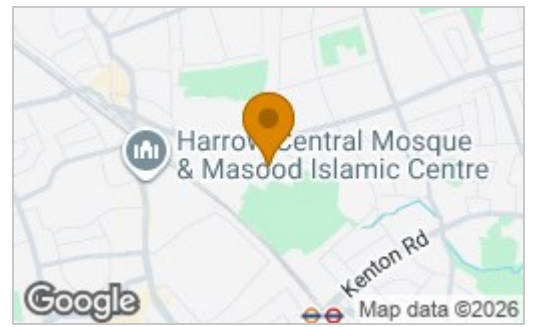 Harrow Central Mosque
& Masood Islamic Centre
Kenton Rd
Google
Map data ©2026